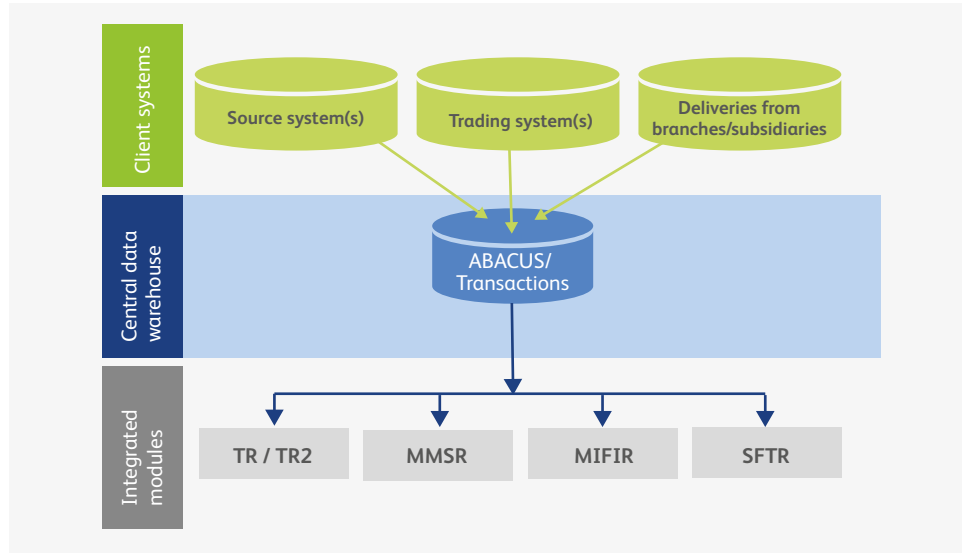 Client systems
Source system(s)
Trading system(s)
Deliveries from
branches/subsidiaries
Central data
warehouse
ABACUS/
Transactions
Integrated
modules
TR / TR2
MMSR
MIFIR
SFTR